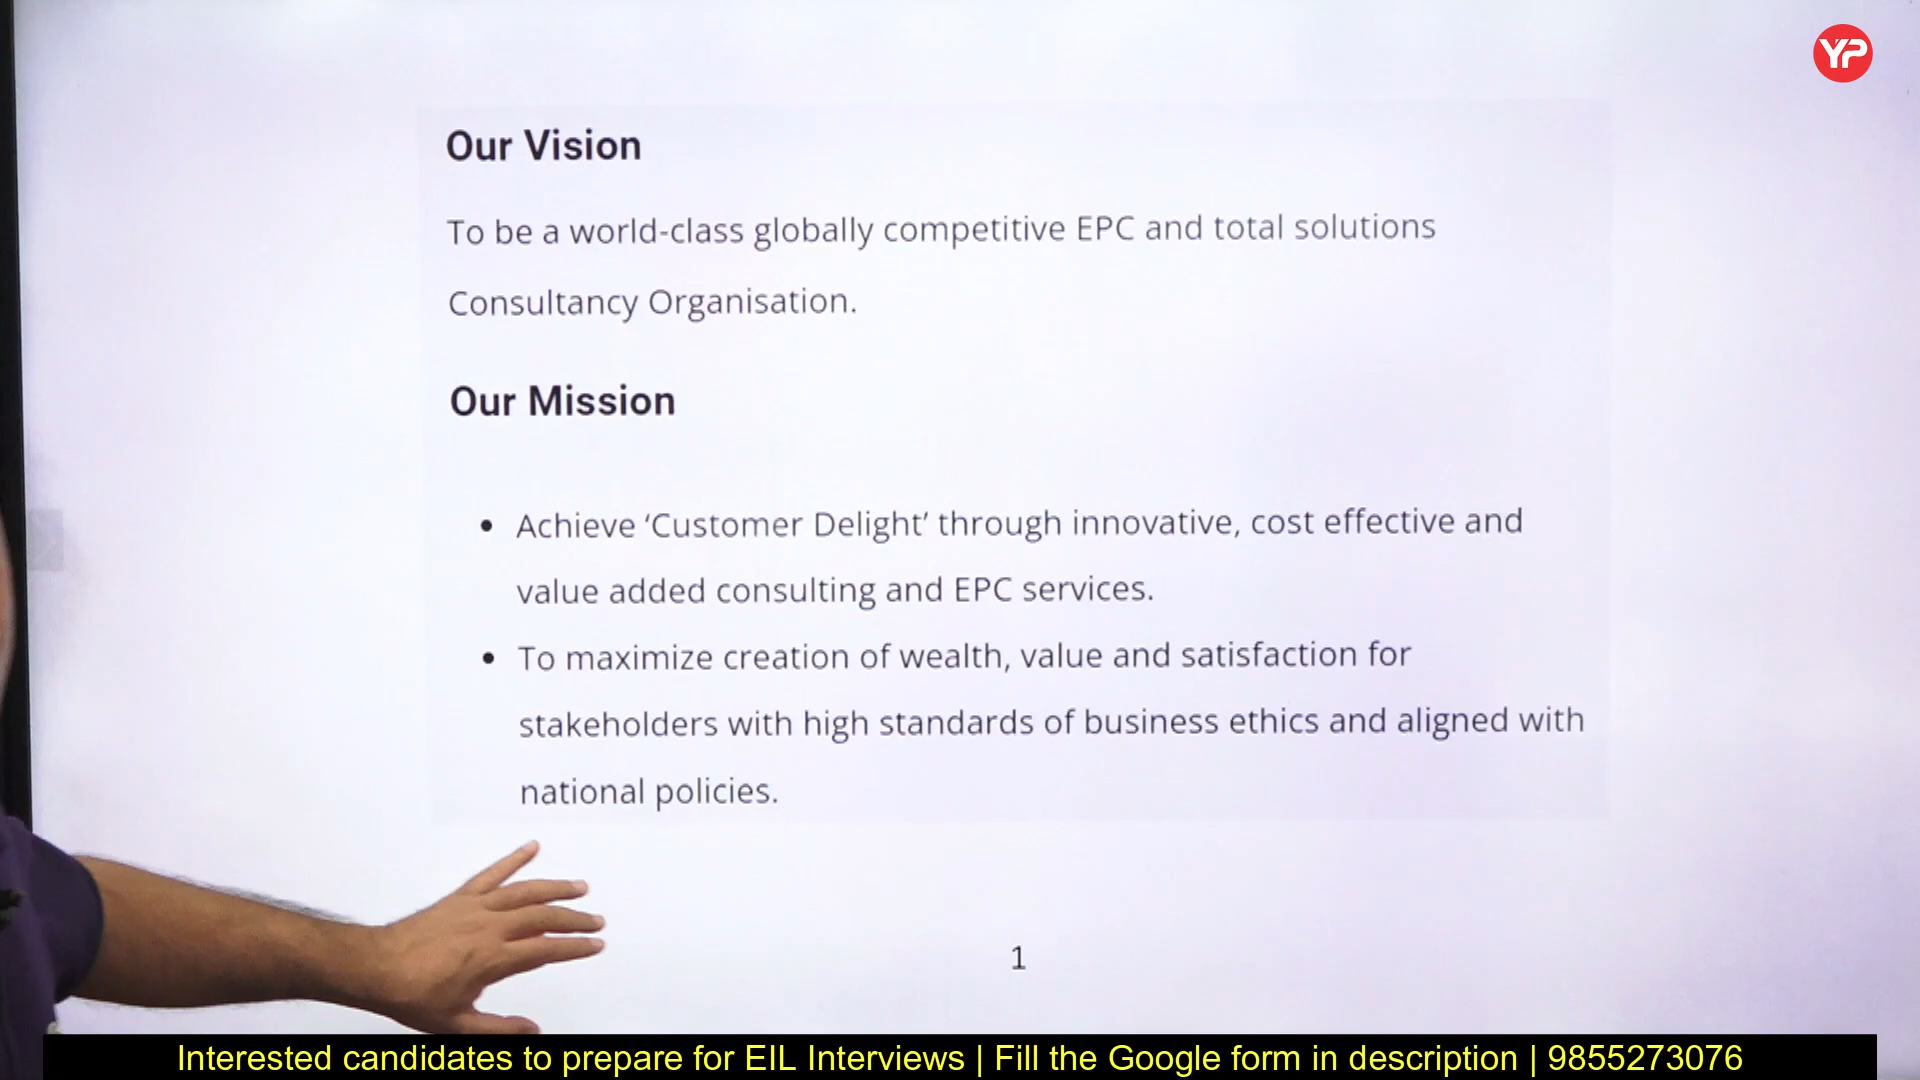 YP
Our Vision
To be a world-class globally competitive EPC and total solutions
Consultancy Organisation.
Our Mission
• Achieve ‘Customer Delight’ through innovative, cost effective and
value added consulting and EPC services.
• To maximize creation of wealth, value and satisfaction for
stakeholders with high standards of business ethics and aligned with
national policies.
1
Interested candidates to prepare for EIL Interviews | Fill the Google form in description | 9855273076